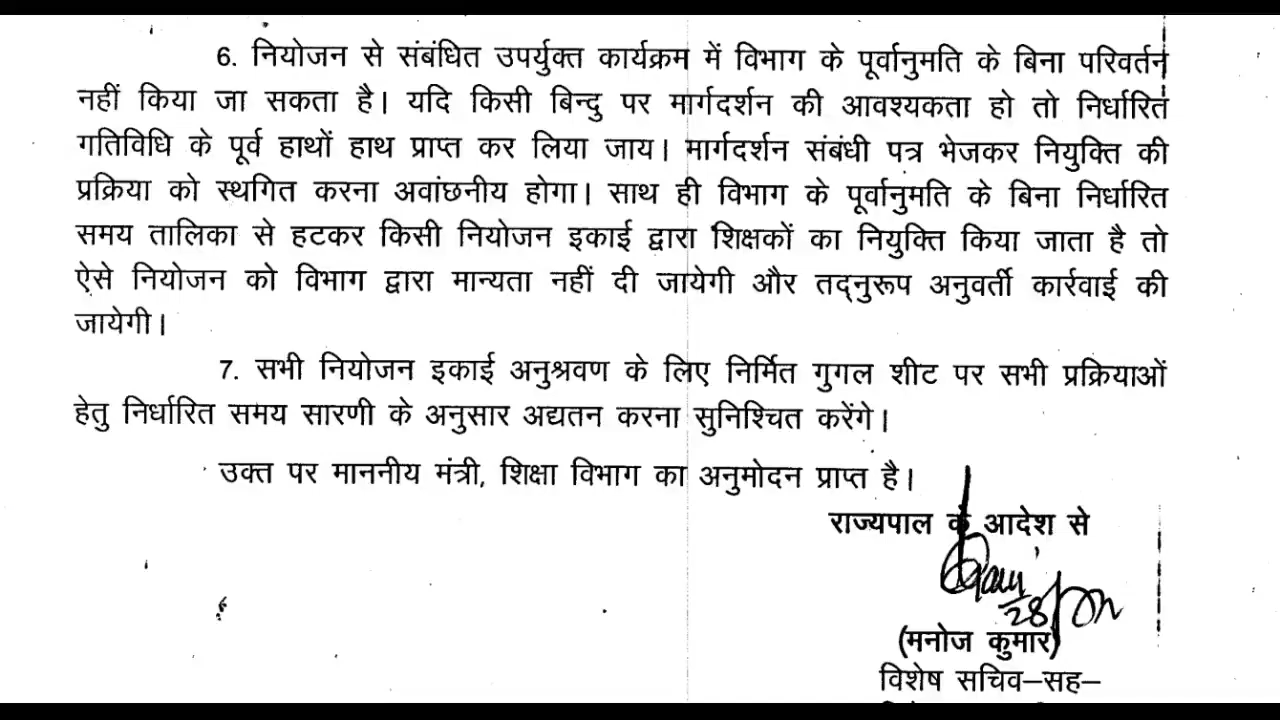 6. नियोजन से संबंधित उपर्युक्त कार्यक्रम में विभाग के पूर्वानुमति के बिना परिवर्तन
नहीं किया जा सकता है। यदि किसी बिन्दु पर मार्गदर्शन की आवश्यकता हो तो निर्धारित
गतिविधि के पूर्व हाथों हाथ प्राप्त कर लिया जाय। मार्गदर्शन संबंधी पत्र भेजकर नियुक्ति की
प्रक्रिया को स्थगित करना अवांछनीय होगा। साथ ही विभाग के पूर्वानुमति के बिना निर्धारित
समय तालिका से हटकर किसी नियोजन इकाई द्वारा शिक्षकों का नियुक्ति किया जाता है तो
ऐसे नियोजन को विभाग द्वारा मान्यता नहीं दी जायेगी और तद्नुरूप अनुवर्ती कार्रवाई की
जायेगी।
7. सभी नियोजन इकाई अनुश्रवण के लिए निर्मित गुगल शीट पर सभी प्रक्रियाओं
हेतु निर्धारित समय सारणी के अनुसार अद्यतन करना सुनिश्चित करेंगे।
उक्त पर माननीय मंत्री, शिक्षा विभाग का अनुमोदन प्राप्त है।
राज्यपाल के आदेश से
28
(मनोज कुमार)
विशेष सचिव–सह–